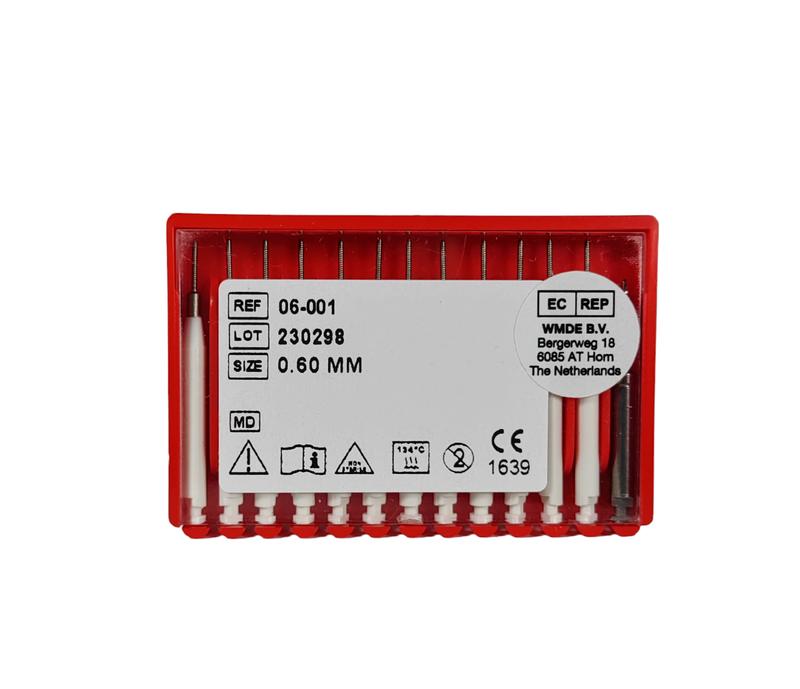 REF 06-001
LOT 230298
SIZE 0.60 MM
MD
134°C
2
CE
1639
EC REP
WMDE B.V.
Bergerweg 18
6085 AT Horn
The Netherlands